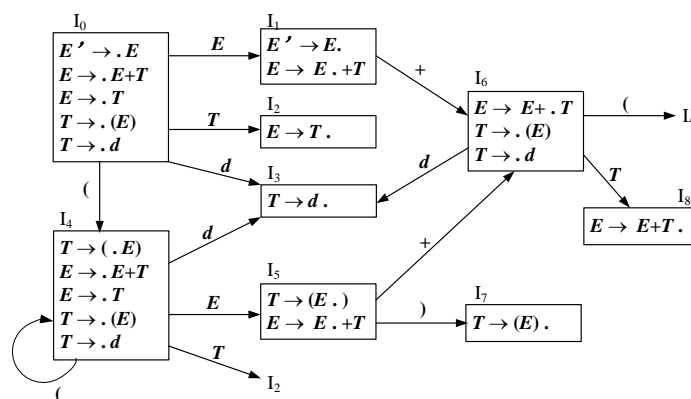 I0
E' → . E
E → . E+T
E → . T
T → . (E)
T → . d
E
T
d
(
I1
E' → E.
E → E . +T
+
I2
E → T .
I3
T → d .
I6
E → E+ . T
T → . (E)
T → . d
(
d
T
I8
E → E+T .
I4
T → ( . E)
E → . E+T
E → . T
T → . (E)
T → . d
d
E
T
(
I2
I5
T → (E . )
E → E . +T
+
)
I7
T → (E) .